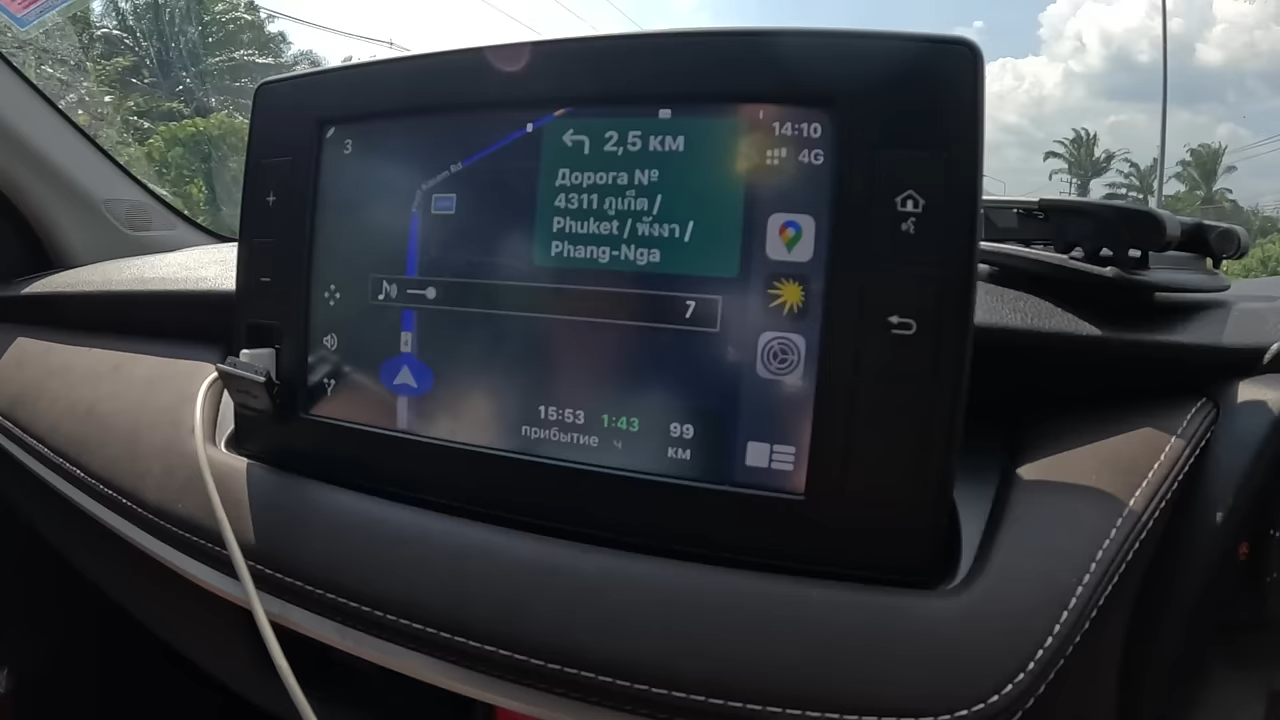 3
2,5 км
14:10
4G
Дорога №
4311 ภูเก็ต /
Phuket / พังงา /
Phang-Nga
+
7
−
4
15:53 1:43 99
прибытие ч км